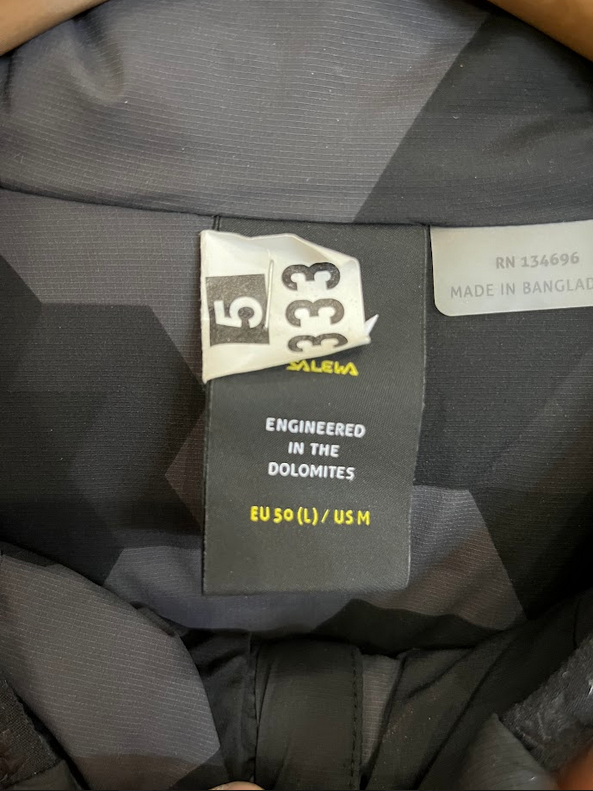 5
333
SALEWA
ENGINEERED
IN THE
DOLOMITES
EU 50 (L) / US M
RN 134696
MADE IN BANGLAD